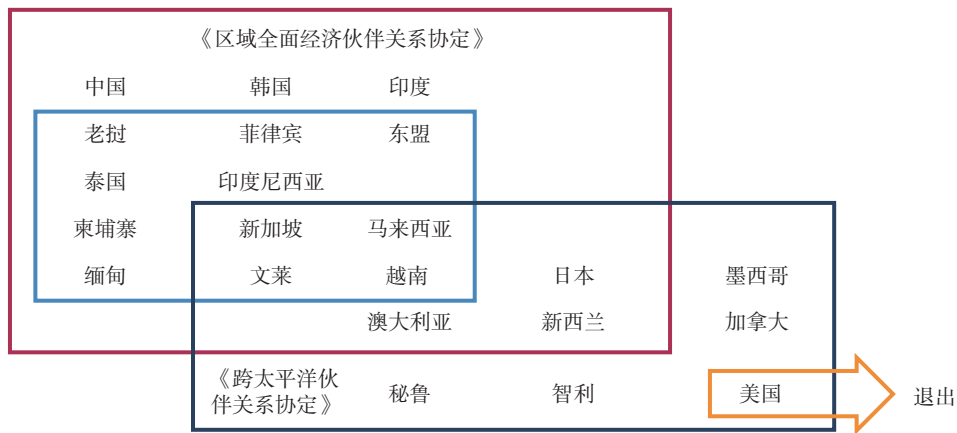 《区域全面经济伙伴关系协定》
中国 韩国 印度
老挝 菲律宾 东盟
泰国 印度尼西亚
柬埔寨 新加坡 马来西亚
缅甸 文莱 越南 日本 墨西哥
澳大利亚 新西兰 加拿大
《跨太平洋伙
伴关系协定》 秘鲁 智利 美国 退出